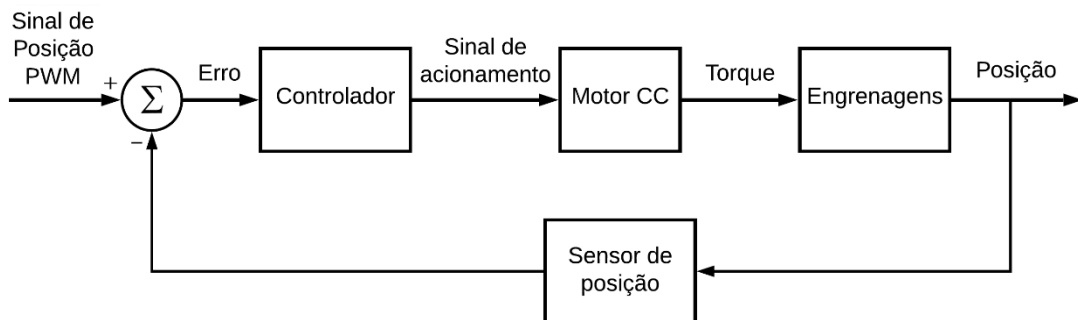 Sinal de
Posição
PWM
+
Σ
−
Erro
Controlador
Sinal de
acionamento
Motor CC
Torque
Engrenagens
Posição
Sensor de
posição